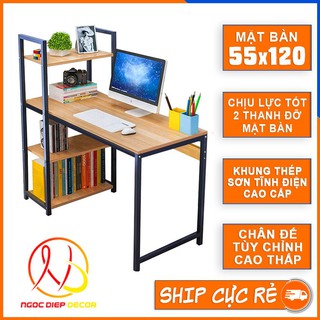 MẶT BÀN
55x120
CHỊU LỰC TỐT
2 THANH ĐỠ
MẶT BÀN
KHUNG THÉP
SƠN TĨNH ĐIỆN
CAO CẤP
CHÂN ĐẾ
TÙY CHỈNH
CAO THẤP
NGOC DIEP DECOR
SHIP CỰC RẺ